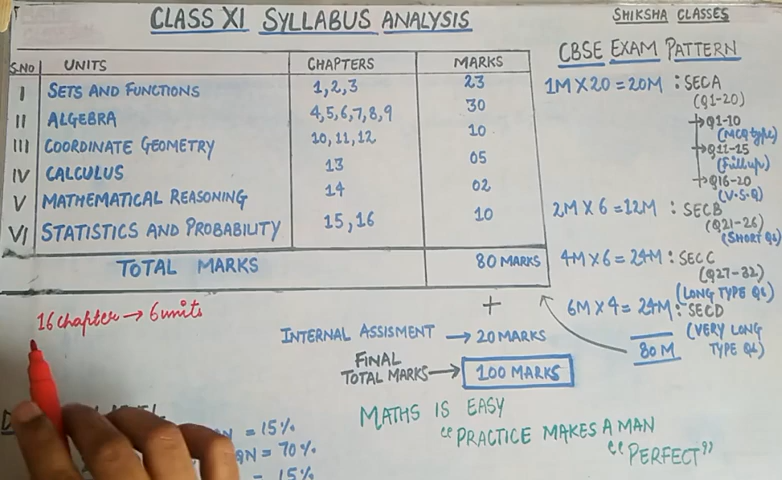 CLASS XI SYLLABUS ANALYSIS
SHIKSHA CLASSES
S.NO UNITS CHAPTERS MARKS
I SETS AND FUNCTIONS 1,2,3 23
II ALGEBRA 4,5,6,7,8,9 30
III COORDINATE GEOMETRY 10,11,12 10
IV CALCULUS 13 05
V MATHEMATICAL REASONING 14 02
VI STATISTICS AND PROBABILITY 15,16 10
TOTAL MARKS 80 MARKS
16 chapter → 6 units
+
INTERNAL ASSISMENT → 20 MARKS
FINAL
TOTAL MARKS → 100 MARKS
MATHS IS EASY
"PRACTICE MAKES A MAN
"PERFECT"
CBSE EXAM PATTERN
1M X 20 = 20M : SEC A
(Q1-20)
→ Q1-10
(MCQ type)
→ Q11-15
(Fill up)
→ Q16-20
(V.S.Q)
2M X 6 = 12M : SEC B
(Q21-26)
(SHORT Qs)
4M X 6 = 24M : SEC C
(Q27-32)
(LONG TYPE Qs)
6M X 4 = 24M : SEC D
(VERY LONG
TYPE Qs)
80 M
= 15%
= 70%
= 15%